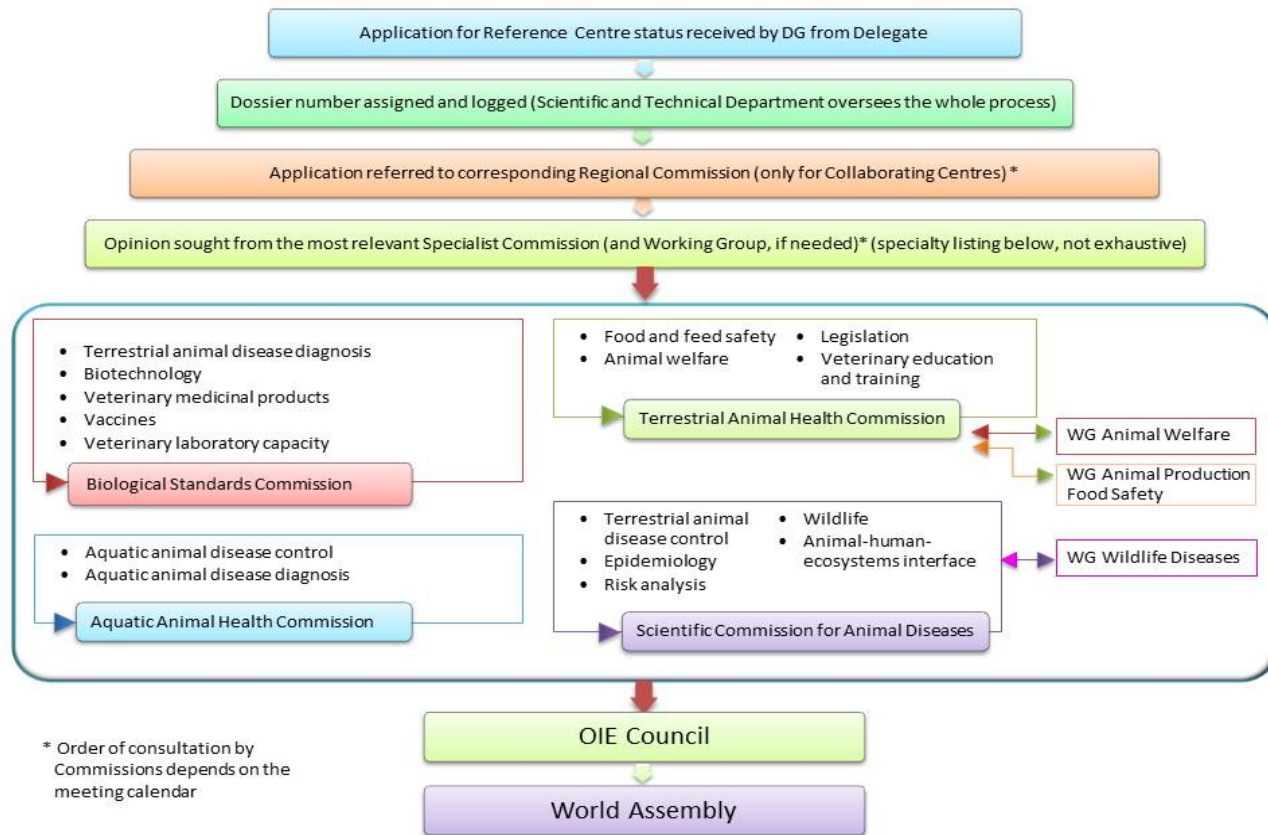 Application for Reference Centre status received by DG from Delegate
Dossier number assigned and logged (Scientific and Technical Department oversees the whole process)
Application referred to corresponding Regional Commission (only for Collaborating Centres) *
Opinion sought from the most relevant Specialist Commission (and Working Group, if needed)* (specialty listing below, not exhaustive)
• Terrestrial animal disease diagnosis
• Biotechnology
• Veterinary medicinal products
• Vaccines
• Veterinary laboratory capacity
Biological Standards Commission
• Food and feed safety
• Animal welfare
• Legislation
• Veterinary education
and training
Terrestrial Animal Health Commission
WG Animal Welfare
WG Animal Production
Food Safety
• Aquatic animal disease control
• Aquatic animal disease diagnosis
Aquatic Animal Health Commission
• Terrestrial animal
disease control
• Epidemiology
• Risk analysis
• Wildlife
• Animal-human-
ecosystems interface
Scientific Commission for Animal Diseases
WG Wildlife Diseases
OIE Council
World Assembly
* Order of consultation by
Commissions depends on the
meeting calendar